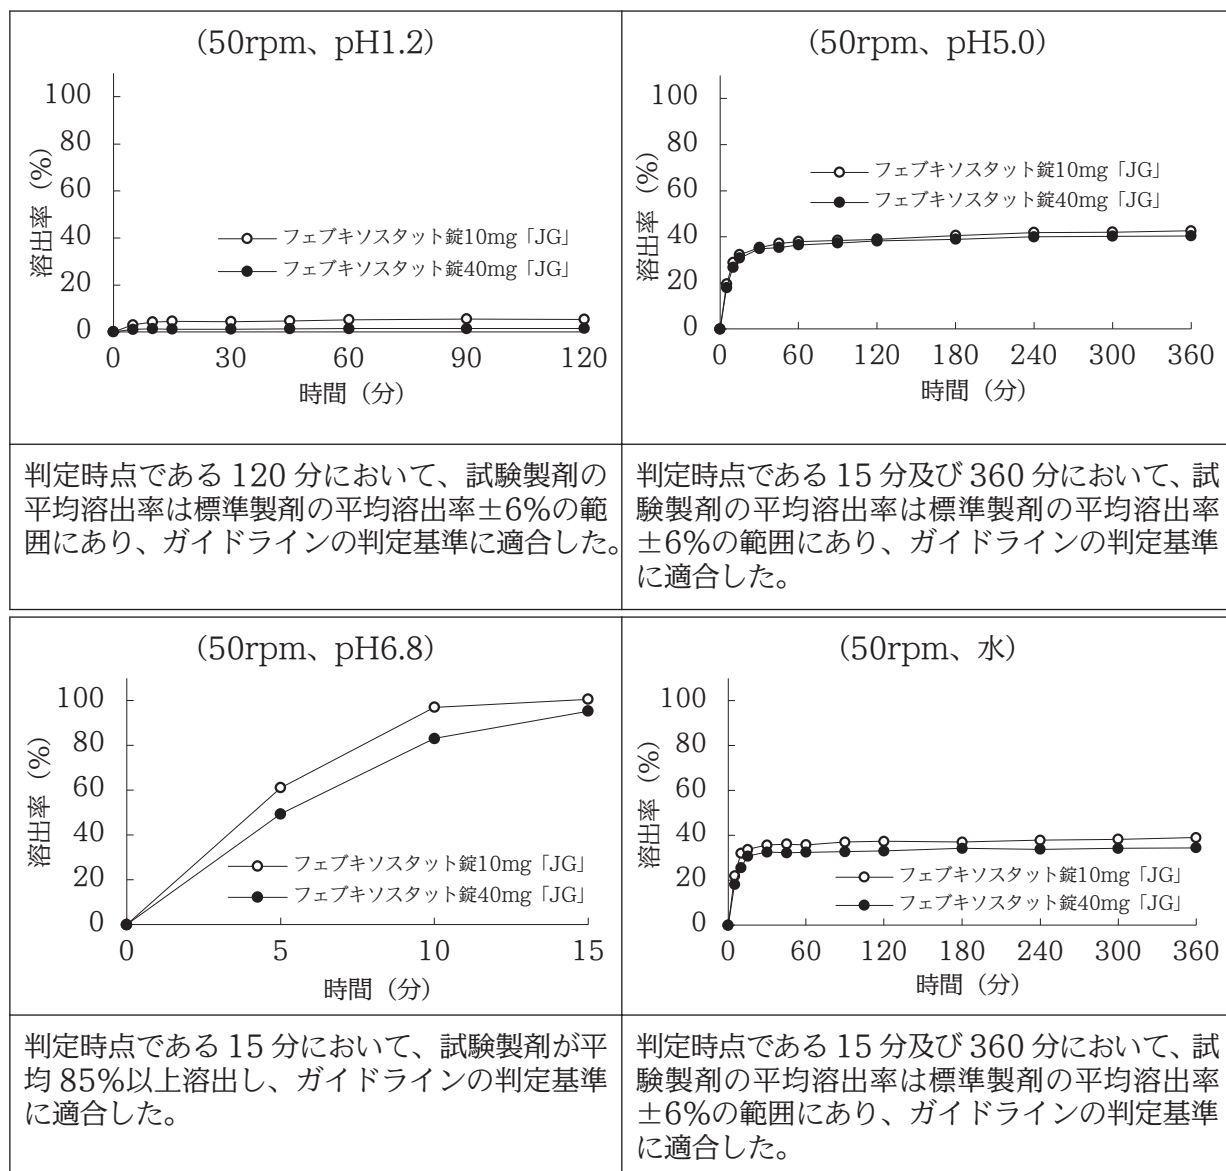 (50rpm、pH1.2)
100
80
60
40
20
0
溶出率 (%)
フェブキソスタット錠10mg「JG」
フェブキソスタット錠40mg「JG」
0 30 60 90 120
時間 (分)
(50rpm、pH5.0)
100
80
60
40
20
0
溶出率 (%)
フェブキソスタット錠10mg「JG」
フェブキソスタット錠40mg「JG」
0 60 120 180 240 300 360
時間 (分)
判定時点である 120 分において、試験製剤の
平均溶出率は標準製剤の平均溶出率±6%の範
囲にあり、ガイドラインの判定基準に適合した。
判定時点である 15 分及び 360 分において、試
験製剤の平均溶出率は標準製剤の平均溶出率
±6%の範囲にあり、ガイドラインの判定基準
に適合した。
(50rpm、pH6.8)
100
80
60
40
20
0
溶出率 (%)
フェブキソスタット錠10mg「JG」
フェブキソスタット錠40mg「JG」
0 5 10 15
時間 (分)
(50rpm、水)
100
80
60
40
20
0
溶出率 (%)
フェブキソスタット錠10mg「JG」
フェブキソスタット錠40mg「JG」
0 60 120 180 240 300 360
時間 (分)
判定時点である 15 分において、試験製剤が平
均 85%以上溶出し、ガイドラインの判定基準
に適合した。
判定時点である 15 分及び 360 分において、試
験製剤の平均溶出率は標準製剤の平均溶出率
±6%の範囲にあり、ガイドラインの判定基準
に適合した。